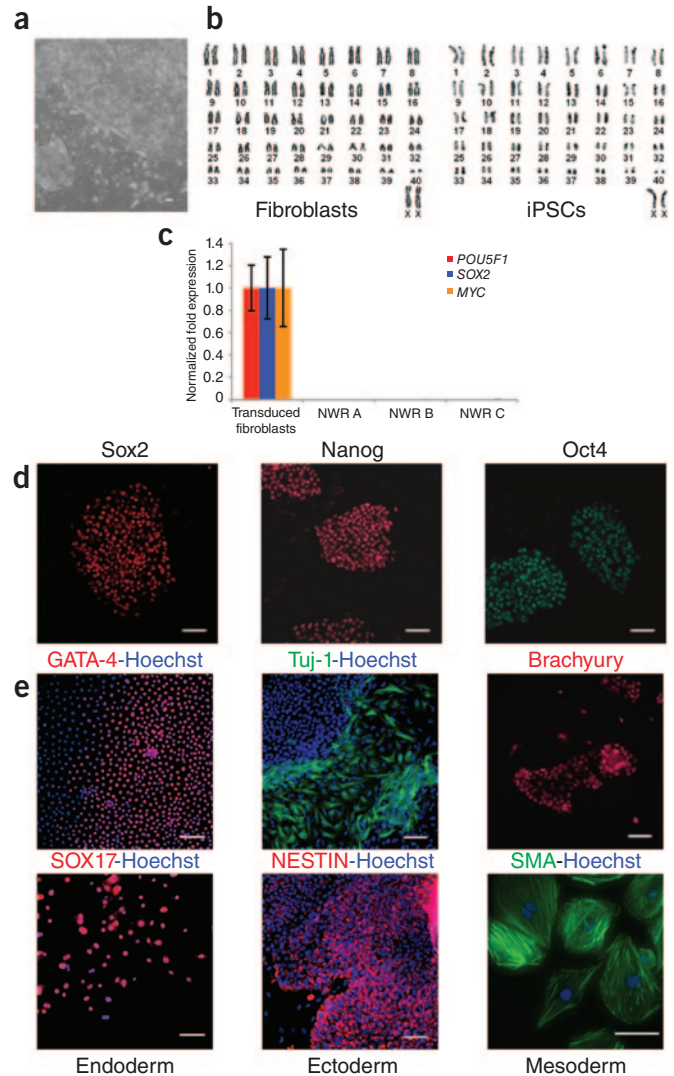 a
b
1 2 3 4 5 6 7 8
9 10 11 12 13 14 15 16
17 18 19 20 21 22 23 24
25 26 27 28 29 30 31 32
33 34 35 36 37 38 39 40
X X
Fibroblasts
1 2 3 4 5 6 7 8
9 10 11 12 13 14 15 16
17 18 19 20 21 22 23 24
25 26 27 28 29 30 31 32
33 34 35 36 37 38 39 40
X X
iPSCs
c
Normalized fold expression
1.4
1.2
1.0
0.8
0.6
0.4
0.2
0
POU5F1
SOX2
MYC
Transduced
fibroblasts
NWR A
NWR B
NWR C
d
Sox2
Nanog
Oct4
e
GATA-4-Hoechst
Tuj-1-Hoechst
Brachyury
SOX17-Hoechst
NESTIN-Hoechst
SMA-Hoechst
Endoderm
Ectoderm
Mesoderm